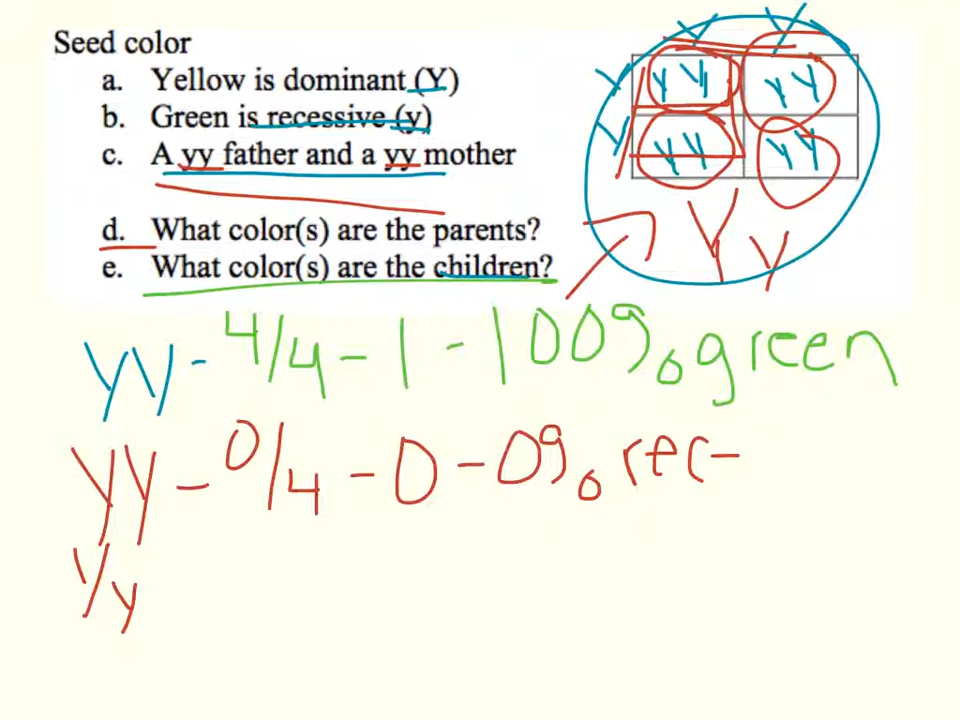 Seed color
a. Yellow is dominant (Y)
b. Green is recessive (y)
c. A yy father and a yy mother
d. What color(s) are the parents?
e. What color(s) are the children?
y y
y yy yy
y yy yy
Y y
yy - 4/4 - 1 - 100% green
YY - 0/4 - 0 - 0% rec-
Yy